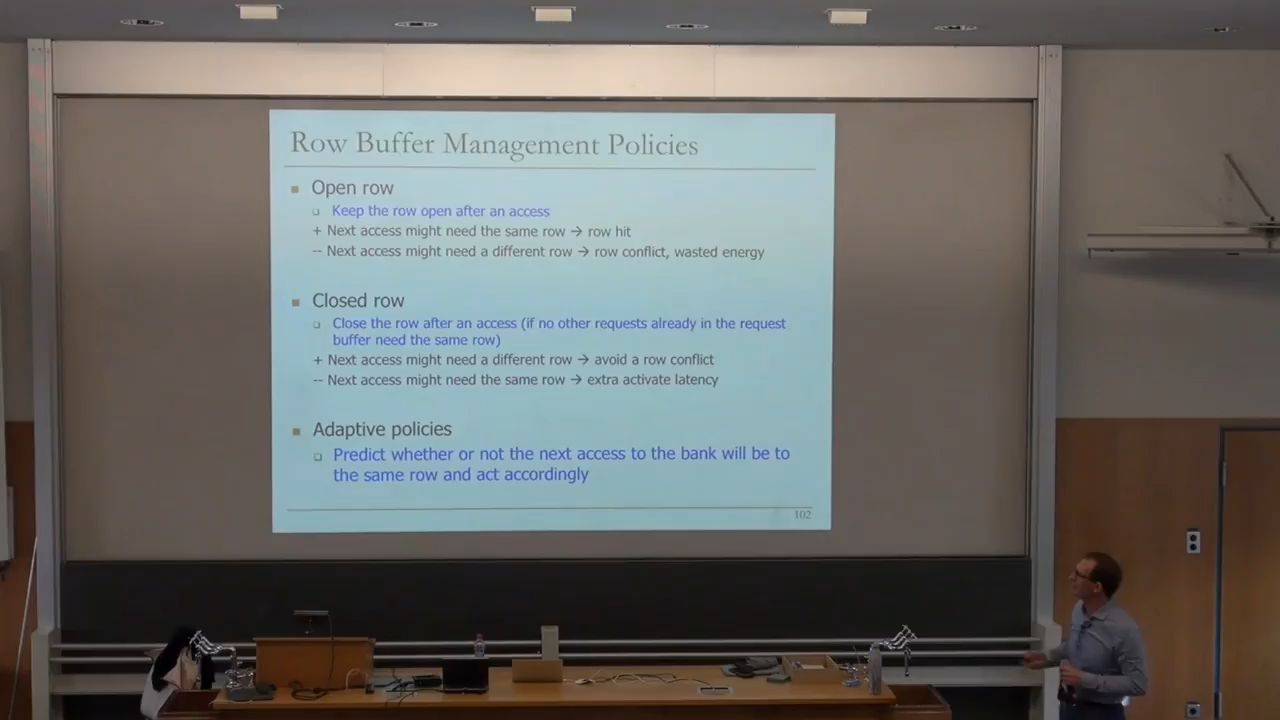 Row Buffer Management Policies
Open row
Keep the row open after an access
+ Next access might need the same row → row hit
-- Next access might need a different row → row conflict, wasted energy
Closed row
Close the row after an access (if no other requests already in the request
buffer need the same row)
+ Next access might need a different row → avoid a row conflict
-- Next access might need the same row → extra activate latency
Adaptive policies
Predict whether or not the next access to the bank will be to
the same row and act accordingly
102